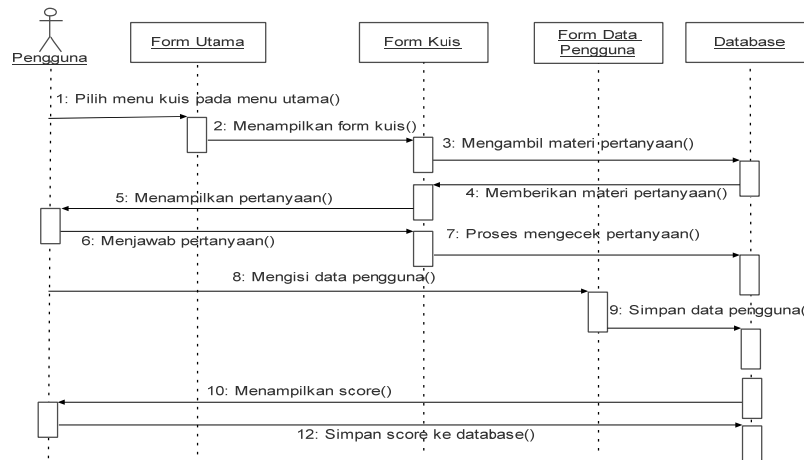 Pengguna
Form Utama
Form Kuis
Form Data
Pengguna
Database
1: Pilih menu kuis pada menu utama()
2: Menampilkan form kuis()
3: Mengambil materi pertanyaan()
4: Memberikan materi pertanyaan()
5: Menampilkan pertanyaan()
6: Menjawab pertanyaan()
7: Proses mengecek pertanyaan()
8: Mengisi data pengguna()
9: Simpan data pengguna(
10: Menampilkan score()
12: Simpan score ke database()